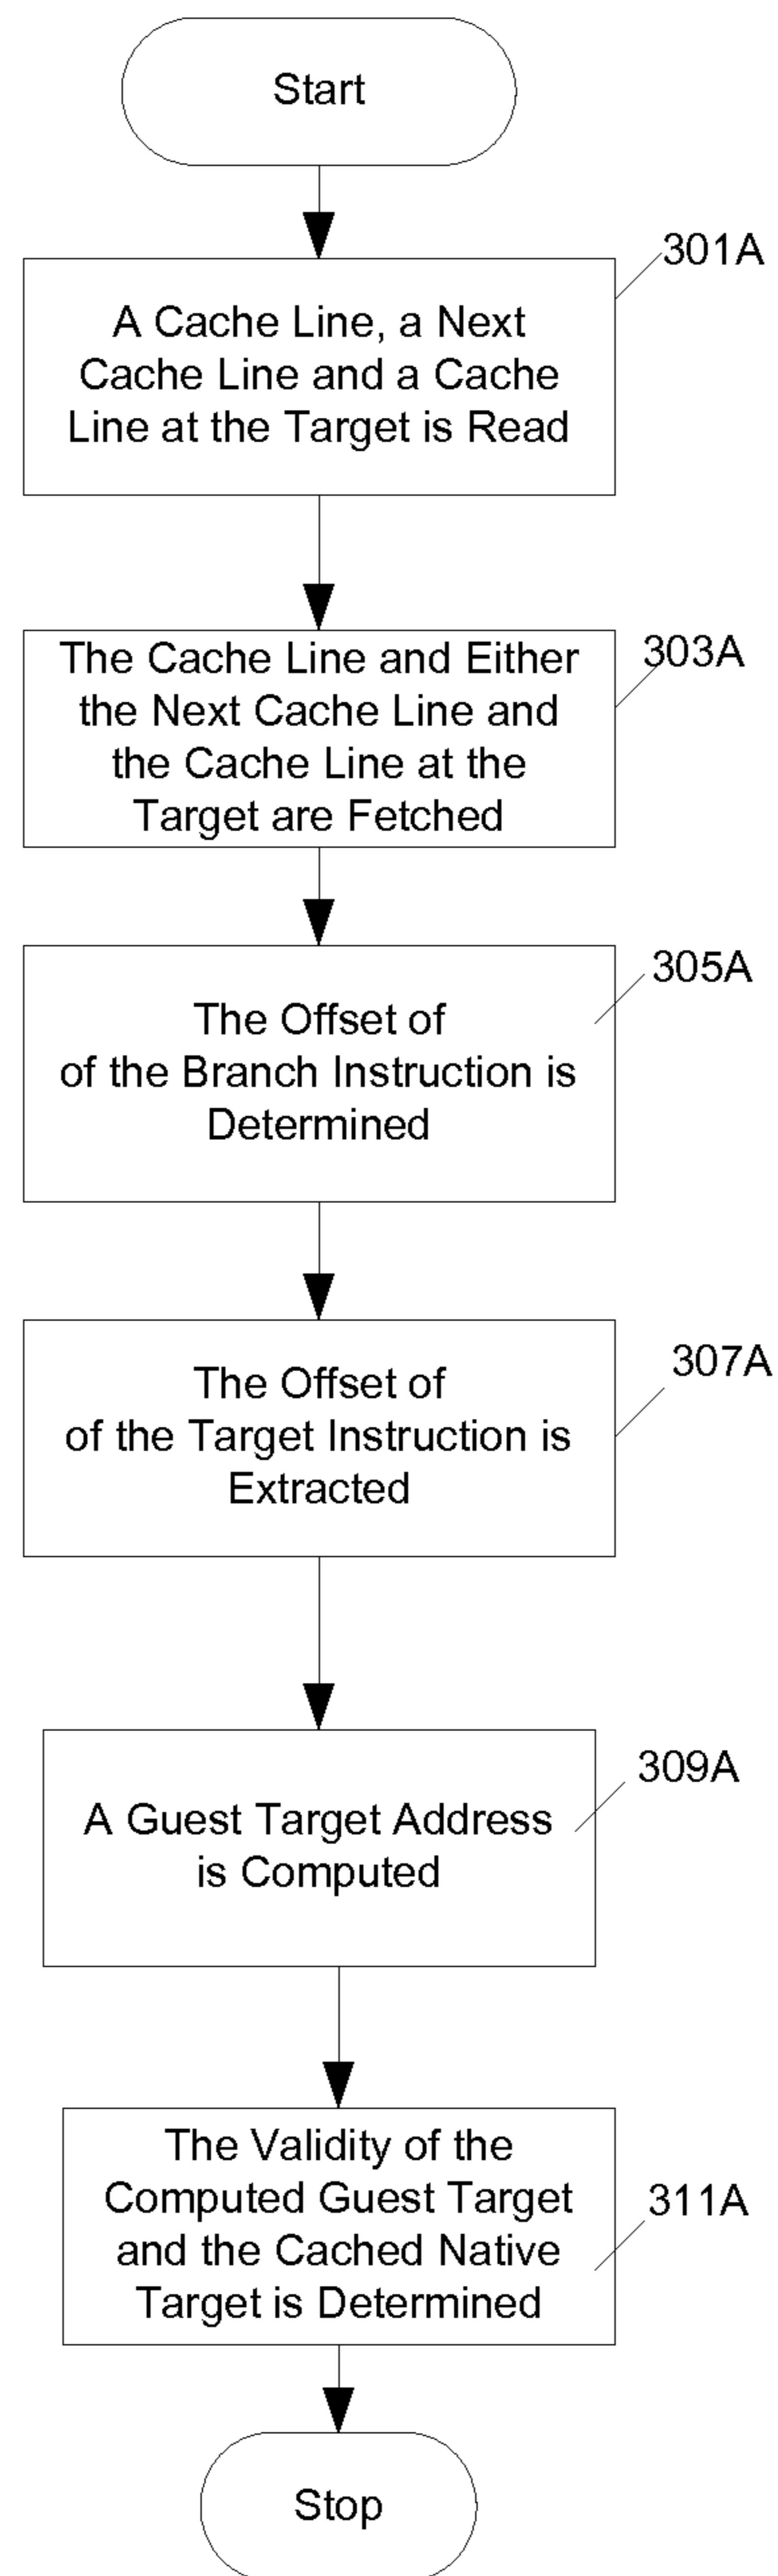 Start
301A
A Cache Line, a Next
Cache Line and a Cache
Line at the Target is Read
303A
The Cache Line and Either
the Next Cache Line and
the Cache Line at the
Target are Fetched
305A
The Offset of
of the Branch Instruction is
Determined
307A
The Offset of
of the Target Instruction is
Extracted
309A
A Guest Target Address
is Computed
The Validity of the
Computed Guest Target
311A
and the Cached Native
Target is Determined
Stop